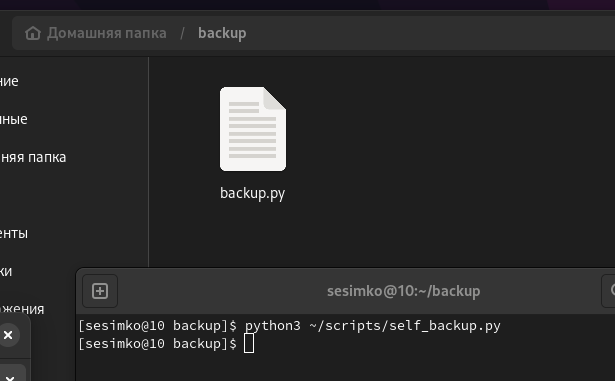 Домашняя папка / backup
ние
нные
няя папка
backup.py
енты
ки
ажения
sesimko@10:~/backup
[sesimko@10 backup]$ python3 ~/scripts/self_backup.py
[sesimko@10 backup]$